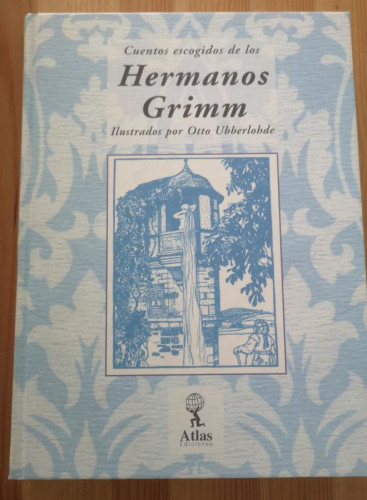 Cuentos escogidos de los
Hermanos
Grimm
Ilustrados por Otto Ubberlohde
Atlas
Ediciones